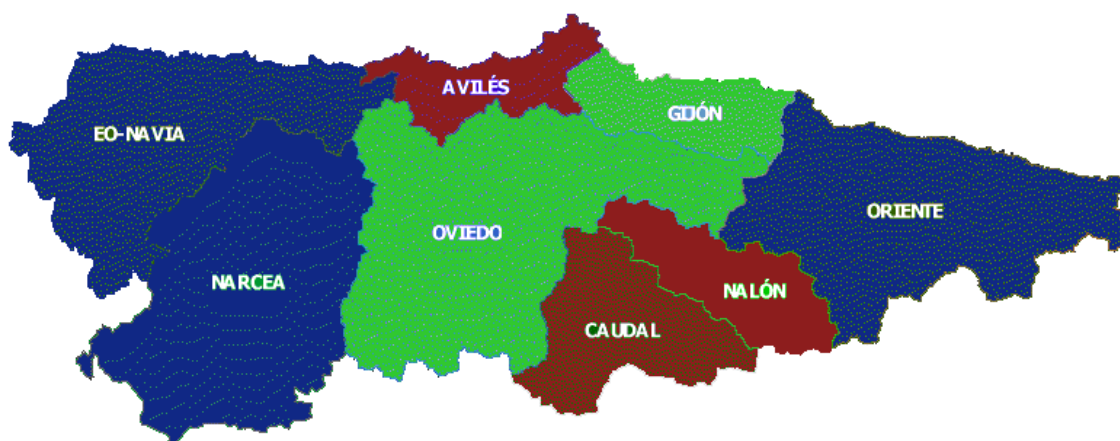 AVILÉS
GIJÓN
EO-NAVIA
ORIENTE
OVIEDO
NARCEA
NALÓN
CAUDAL